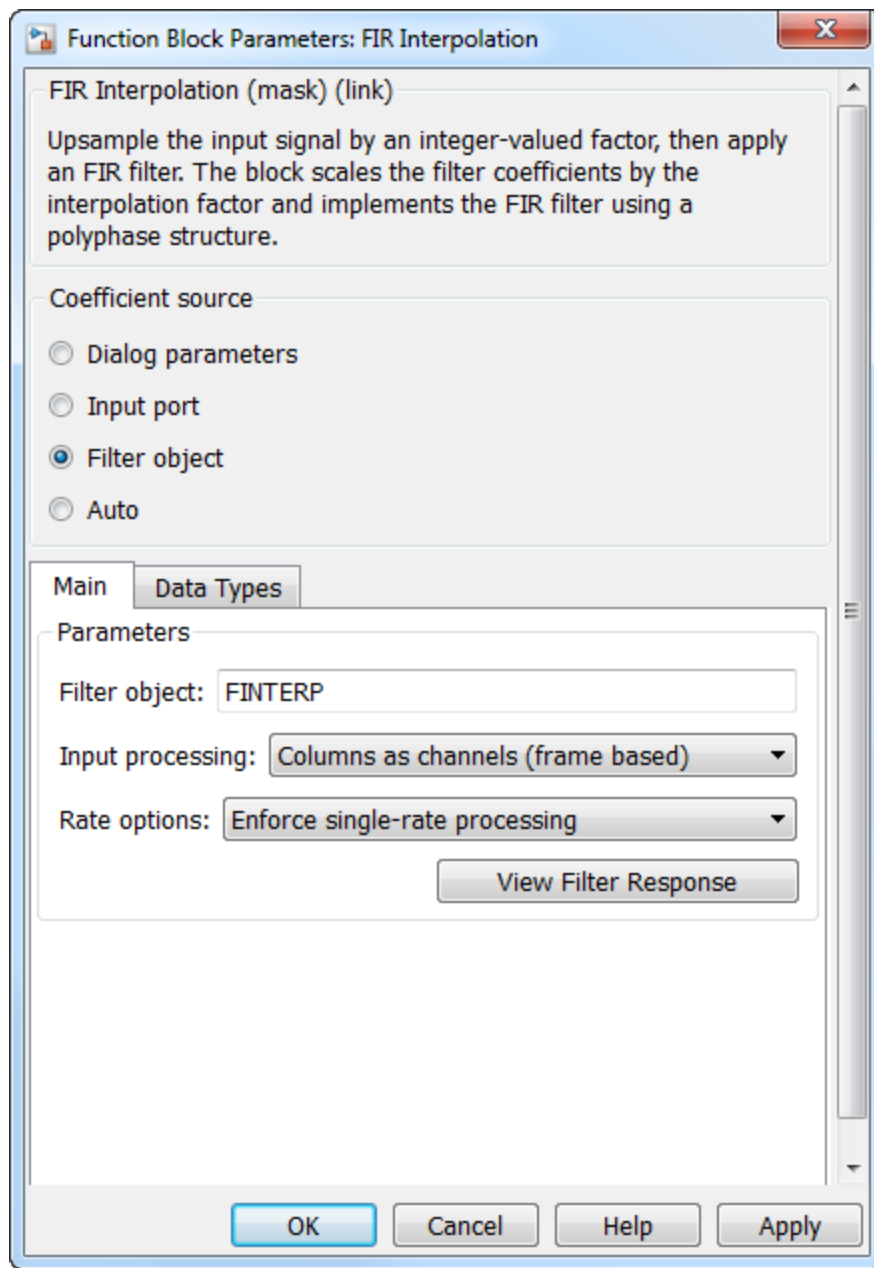 Function Block Parameters: FIR Interpolation
FIR Interpolation (mask) (link)
Upsample the input signal by an integer-valued factor, then apply
an FIR filter. The block scales the filter coefficients by the
interpolation factor and implements the FIR filter using a
polyphase structure.
Coefficient source
Dialog parameters
Input port
Filter object
Auto
Main Data Types
Parameters
Filter object: FINTERP
Input processing: Columns as channels (frame based)
Rate options: Enforce single-rate processing
View Filter Response
OK Cancel Help Apply